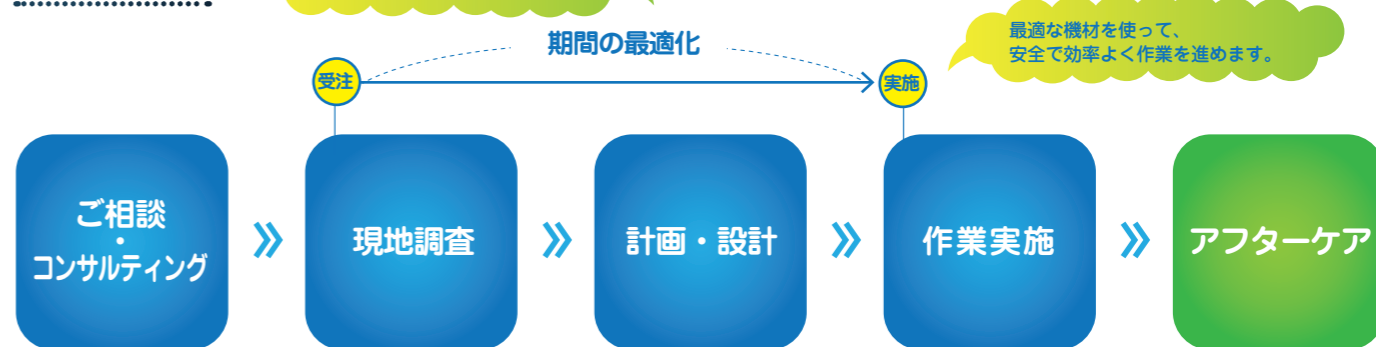 期間の最適化
最適な機材を使って、
安全で効率よく作業を進めます。
受注
実施
ご相談
・
コンサルティング
現地調査
計画・設計
作業実施
アフターケア